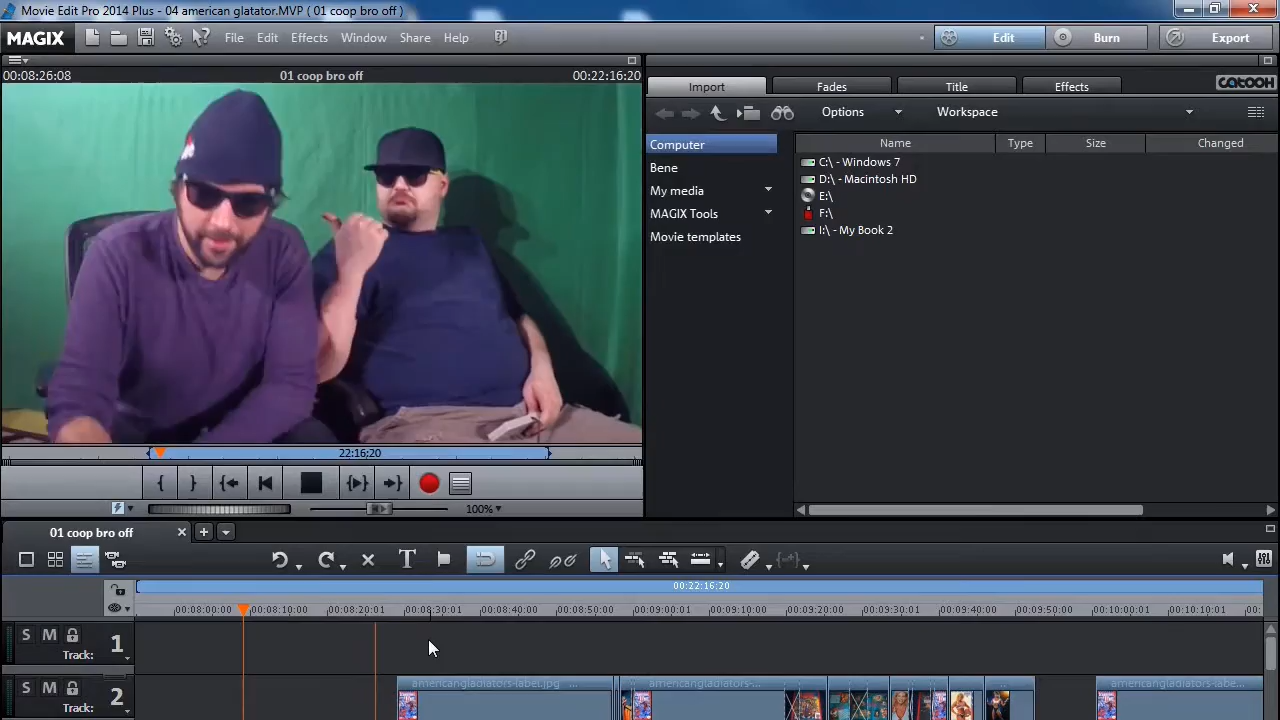 Movie Edit Pro 2014 Plus - 04 american glatator.MVP ( 01 coop bro off )
MAGIX File Edit Effects Window Share Help Edit Burn Export
00:08:26:08 01 coop bro off 00:22:16:20
Import Fades Title Effects catooh
Options Workspace
Computer
Bene
My media
MAGIX Tools
Movie templates
Name Type Size Changed
C:\ - Windows 7
D:\ - Macintosh HD
E:\
F:\
I:\ - My Book 2
22:16:20
100%
01 coop bro off
00:22:16:20
00:08:00:00 00:08:10:00 00:08:20:01 00:08:30:01 00:08:40:00 00:08:50:00 00:09:00:01 00:09:10:00 00:09:20:00 00:09:30:01 00:09:40:00 00:09:50:00 00:10:00:01 00:10:10:00 00:
S M 1
Track:
americangladiators-label.jpg ... americangladiators-... ... americangladiators-labe...
S M 2
Track: